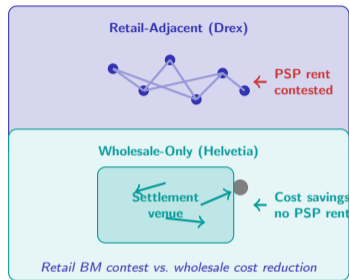 Retail-Adjacent (Drex)
PSP rent
contested
Wholesale-Only (Helvetia)
Settlement
venue
Cost savings
no PSP rent
Retail BM contest vs. wholesale cost reduction